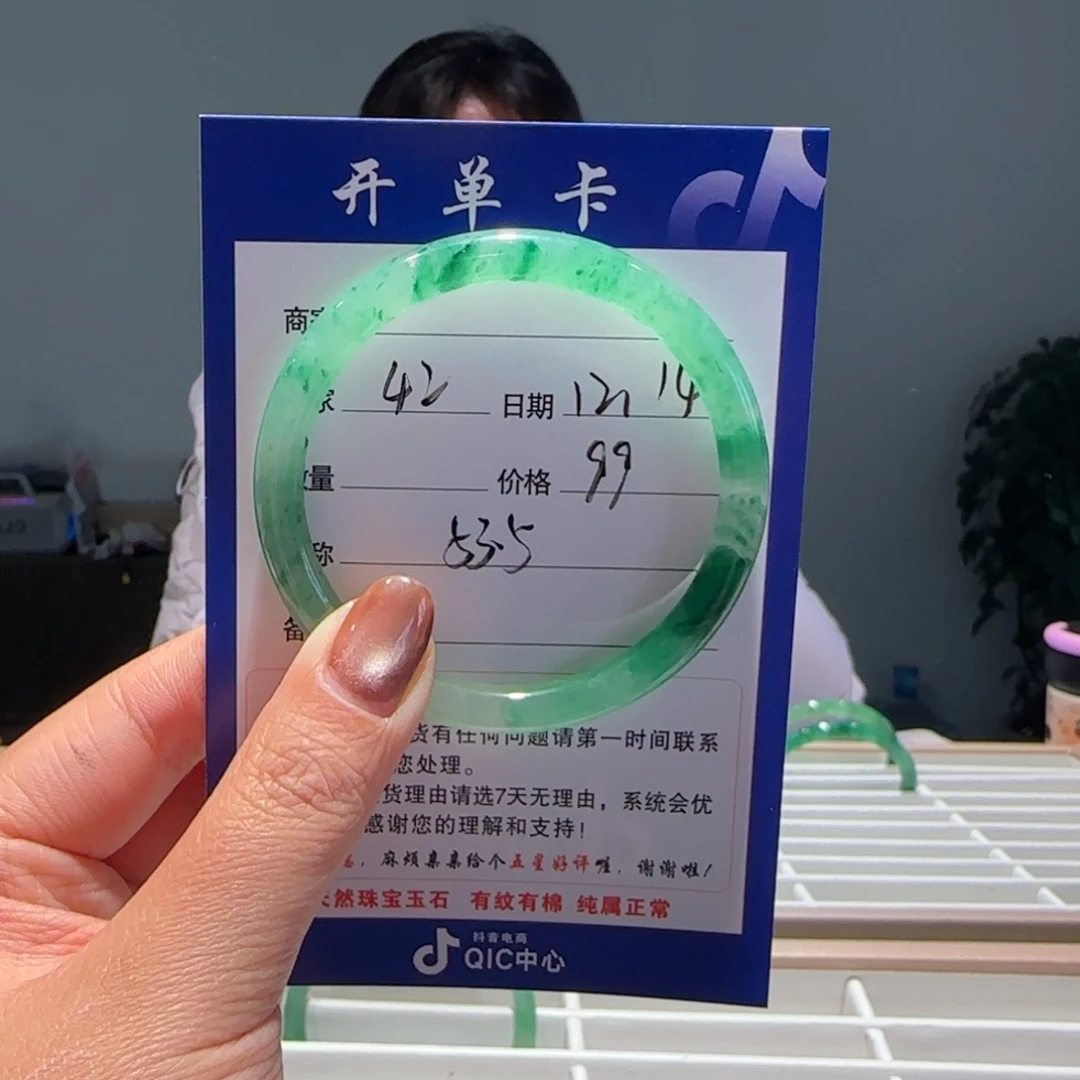 开单卡
商家
42 日期 12, 14
量 价格 99
称 53.5
备
货有任何问题请第一时间联系
您处理。
货理由请选7天无理由，系统会优
感谢您的理解和支持！
，麻烦亲亲给个五星好评喔，谢谢啦！
天然珠宝玉石 有纹有棉 纯属正常
抖音电商
QIC中心